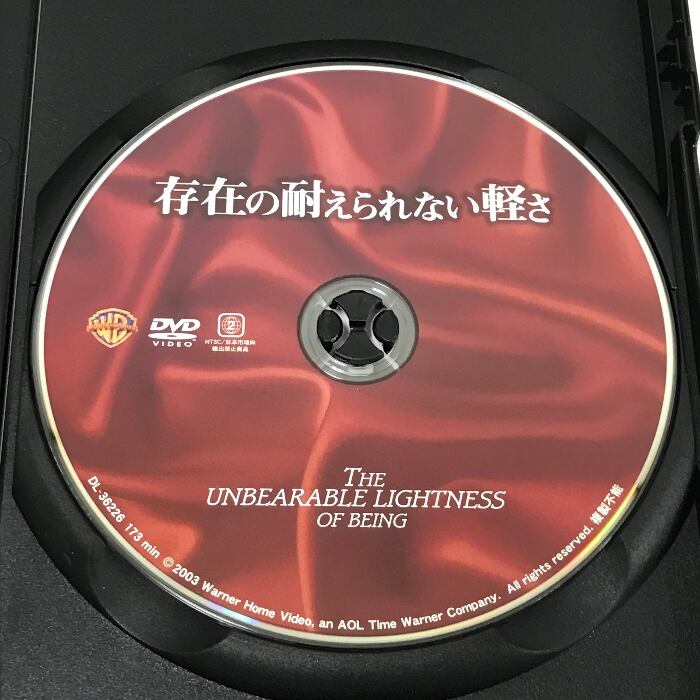 存在の耐えられない軽さ
WB
DVD
VIDEO
2
NTSC/日本市場向
輸出禁止商品
THE
UNBEARABLE LIGHTNESS
OF BEING
DL-36226 173 min © 2003 Warner Home Video, an AOL Time Warner Company. All rights reserved. 複製不能